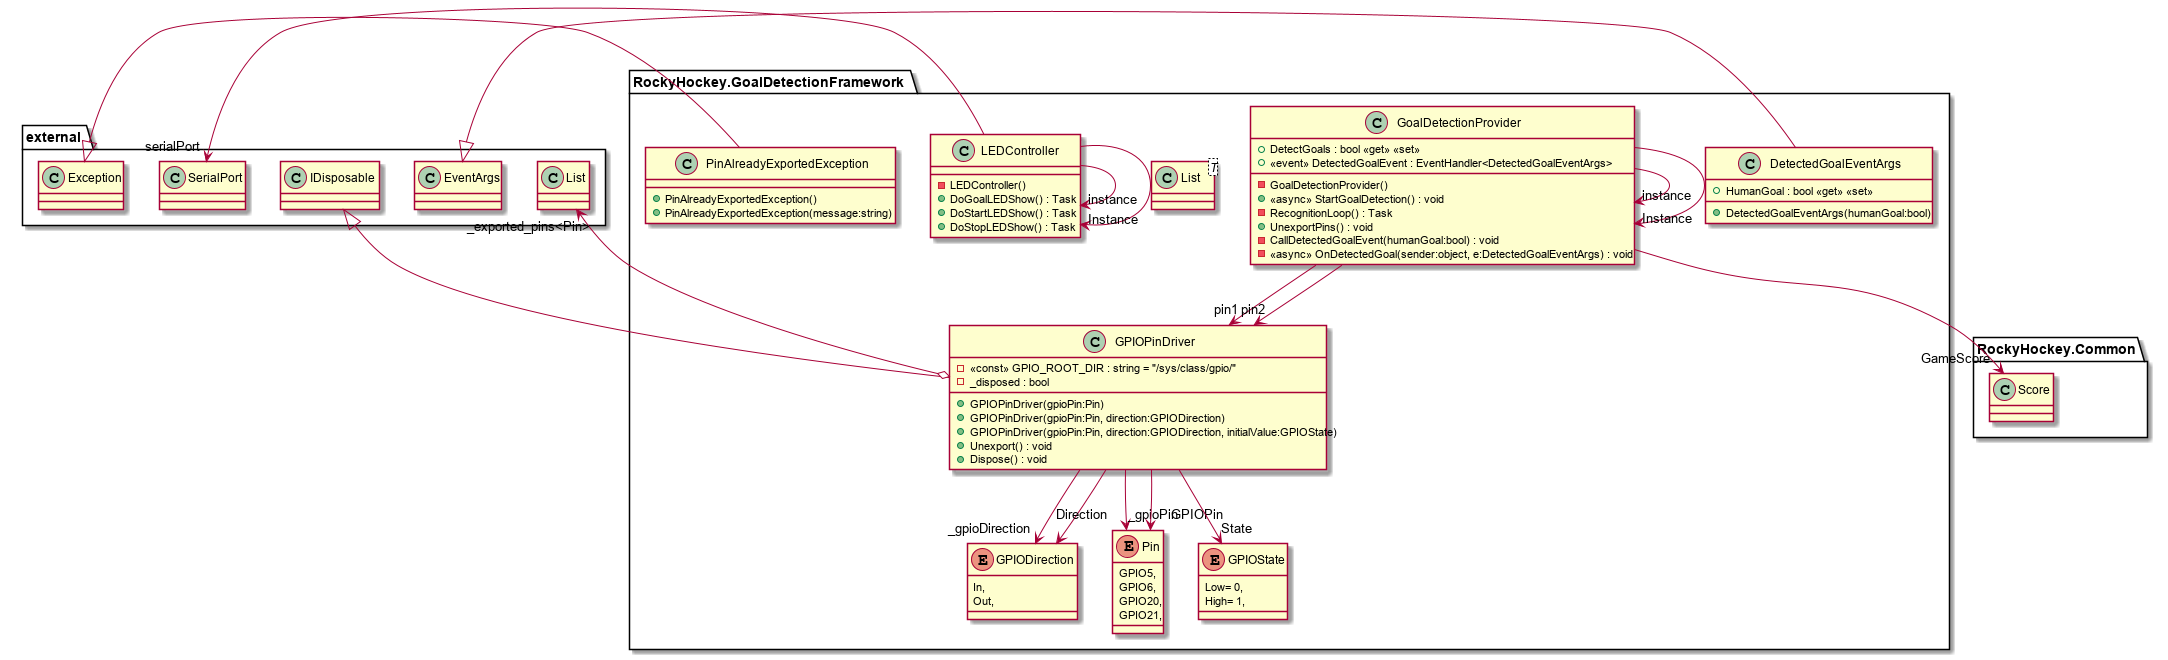 RockyHockey.GoalDetectionFramework
external
serialPort
C Exception
C SerialPort
C IDisposable
C EventArgs
C List
_exported_pins<Pin>
C PinAlreadyExportedException
PinAlreadyExportedException()
PinAlreadyExportedException(message:string)
C LEDController
LEDController()
DoGoalLEDShow() : Task
DoStartLEDShow() : Task
DoStopLEDShow() : Task
instance
Instance
C List
T
C GoalDetectionProvider
DetectGoals : bool «get» «set»
«event» DetectedGoalEvent : EventHandler<DetectedGoalEventArgs>
GoalDetectionProvider()
«async» StartGoalDetection() : void
RecognitionLoop() : Task
UnexportPins() : void
CallDetectedGoalEvent(humanGoal:bool) : void
«async» OnDetectedGoal(sender:object, e:DetectedGoalEventArgs) : void
instance
Instance
C DetectedGoalEventArgs
HumanGoal : bool «get» «set»
DetectedGoalEventArgs(humanGoal:bool)
pin1
pin2
C GPIOPinDriver
«const» GPIO_ROOT_DIR : string = "/sys/class/gpio/"
_disposed : bool
GPIOPinDriver(gpioPin:Pin)
GPIOPinDriver(gpioPin:Pin, direction:GPIODirection)
GPIOPinDriver(gpioPin:Pin, direction:GPIODirection, initialValue:GPIOState)
Unexport() : void
Dispose() : void
RockyHockey.Common
GameScore
C Score
_gpioDirection
Direction
_gpioPin
GPIOPin
State
E GPIODirection
In,
Out,
E Pin
GPIO5,
GPIO6,
GPIO20,
GPIO21,
E GPIOState
Low= 0,
High= 1,